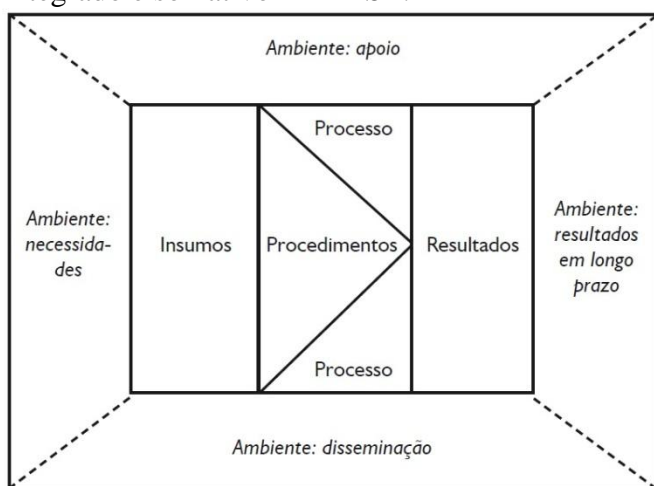 Ambiente: apoio
Processo
Ambiente:
necessida-
des
Insumos
Procedimentos
Resultados
Ambiente:
resultados
em longo
prazo
Processo
Ambiente: disseminação